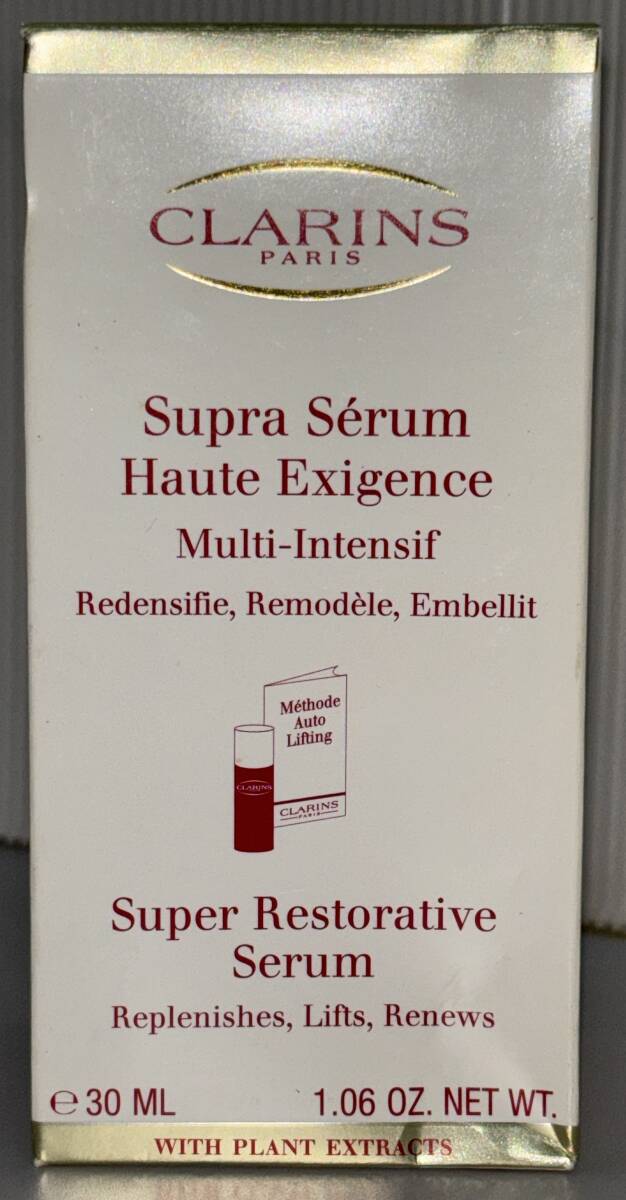 CLARINS
PARIS
Supra Sérum
Haute Exigence
Multi-Intensif
Redensifie, Remodèle, Embellit
Méthode
Auto
Lifting
CLARINS
CLARINS
PARIS
Super Restorative
Serum
Replenishes, Lifts, Renews
℮ 30 ML 1.06 OZ. NET WT.
WITH PLANT EXTRACTS